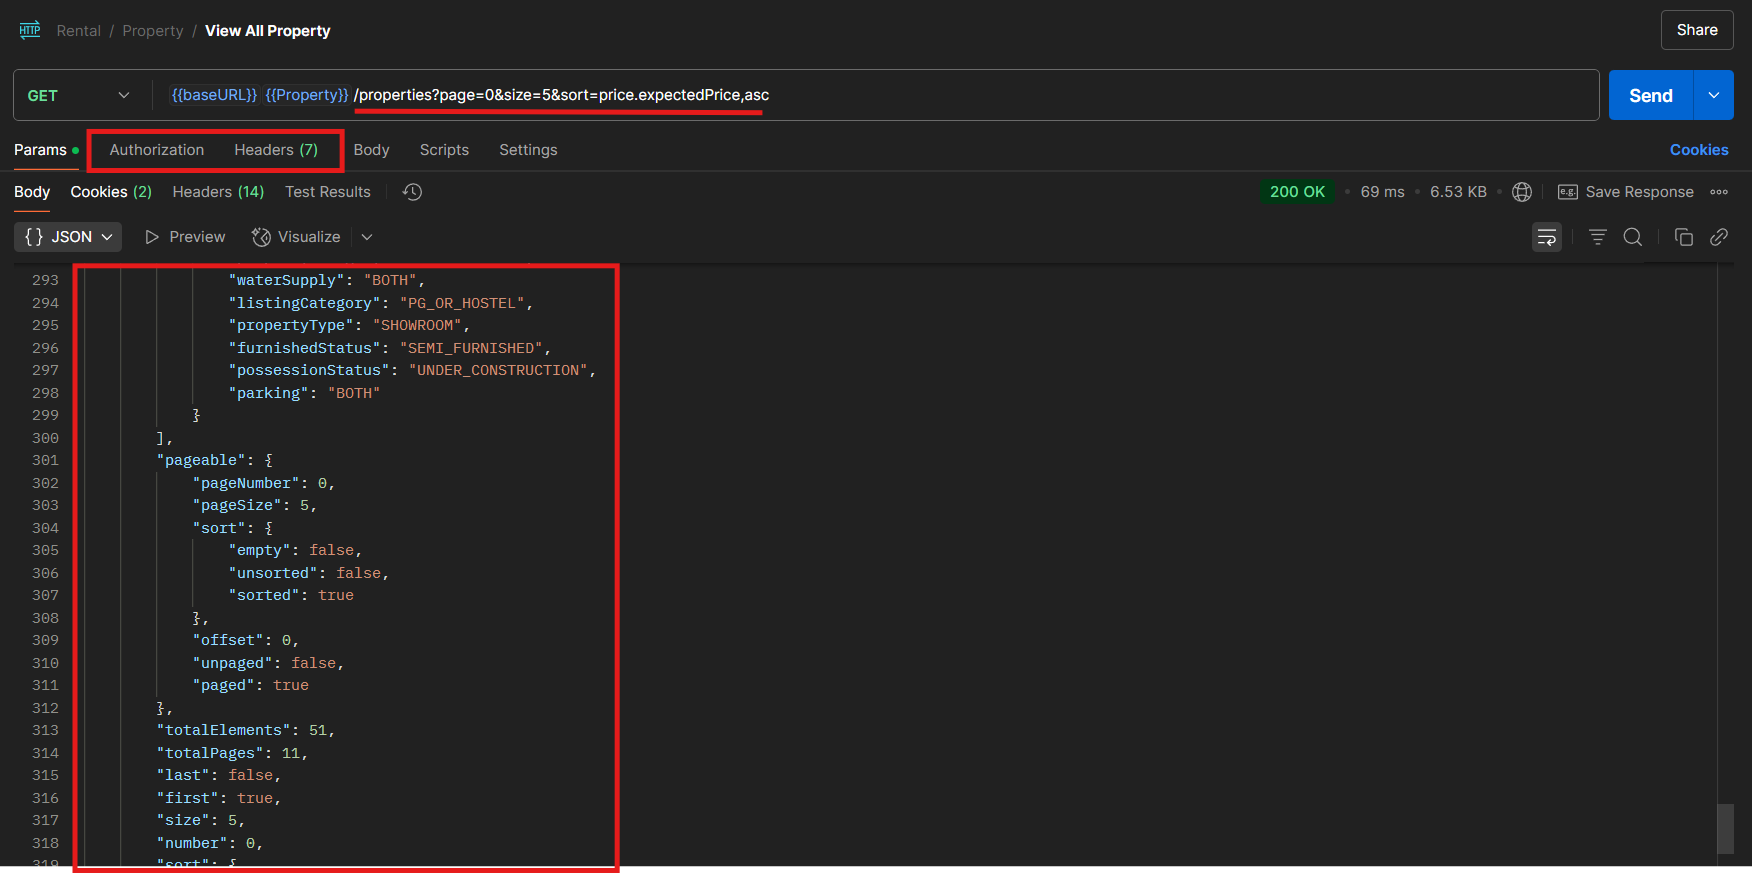 HTTP Rental / Property / View All Property Share
GET {{baseURL}} {{Property}} /properties?page=0&size=5&sort=price.expectedPrice,asc Send
Params Authorization Headers (7) Body Scripts Settings Cookies
Body Cookies (2) Headers (14) Test Results 200 OK • 69 ms • 6.53 KB e.g. Save Response
{} JSON Preview Visualize
293 "waterSupply": "BOTH",
294 "listingCategory": "PG_OR_HOSTEL",
295 "propertyType": "SHOWROOM",
296 "furnishedStatus": "SEMI_FURNISHED",
297 "possessionStatus": "UNDER_CONSTRUCTION",
298 "parking": "BOTH"
299 }
300 ],
301 "pageable": {
302 "pageNumber": 0,
303 "pageSize": 5,
304 "sort": {
305 "empty": false,
306 "unsorted": false,
307 "sorted": true
308 },
309 "offset": 0,
310 "unpaged": false,
311 "paged": true
312 },
313 "totalElements": 51,
314 "totalPages": 11,
315 "last": false,
316 "first": true,
317 "size": 5,
318 "number": 0,
319 "sort": {